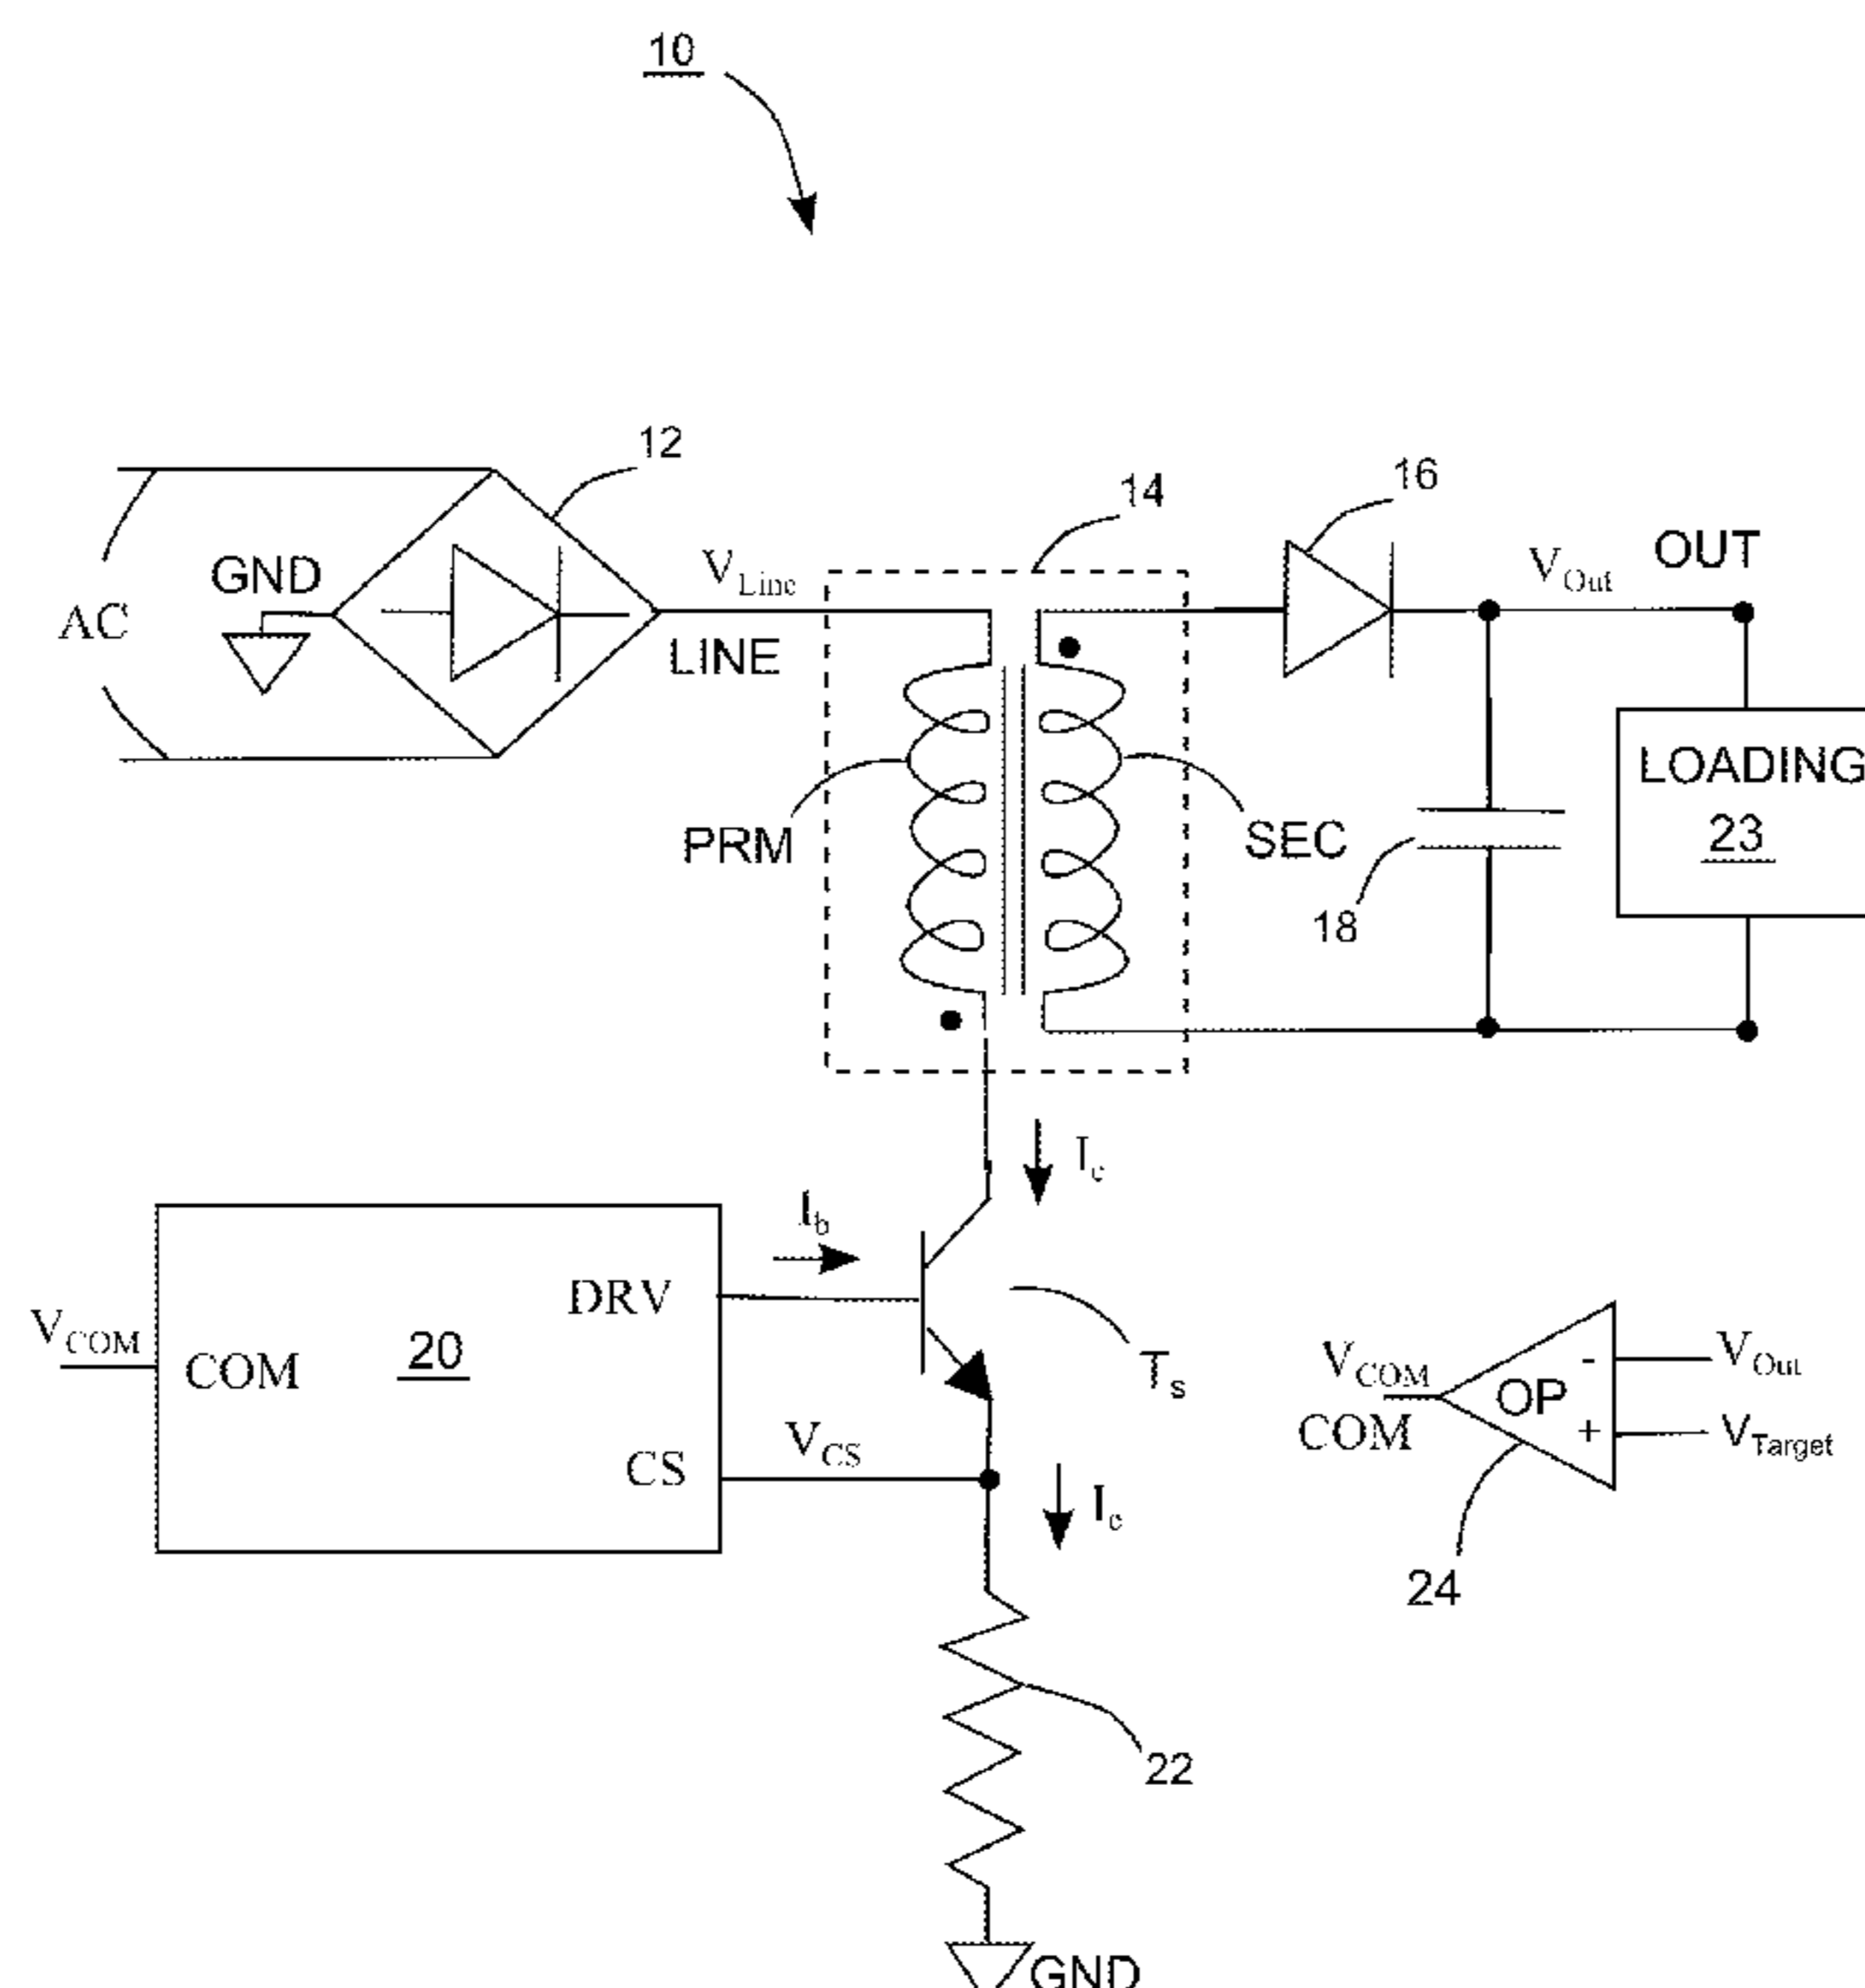 10
12
14
16
OUT
V_Out
GND
V_Line
AC
LINE
LOADING
23
PRM
SEC
18
I_c
I_b
DRV
V_COM
COM
20
T_s
V_COM
OP
-
V_Out
COM
+
V_Target
V_CS
CS
I_e
24
22
GND